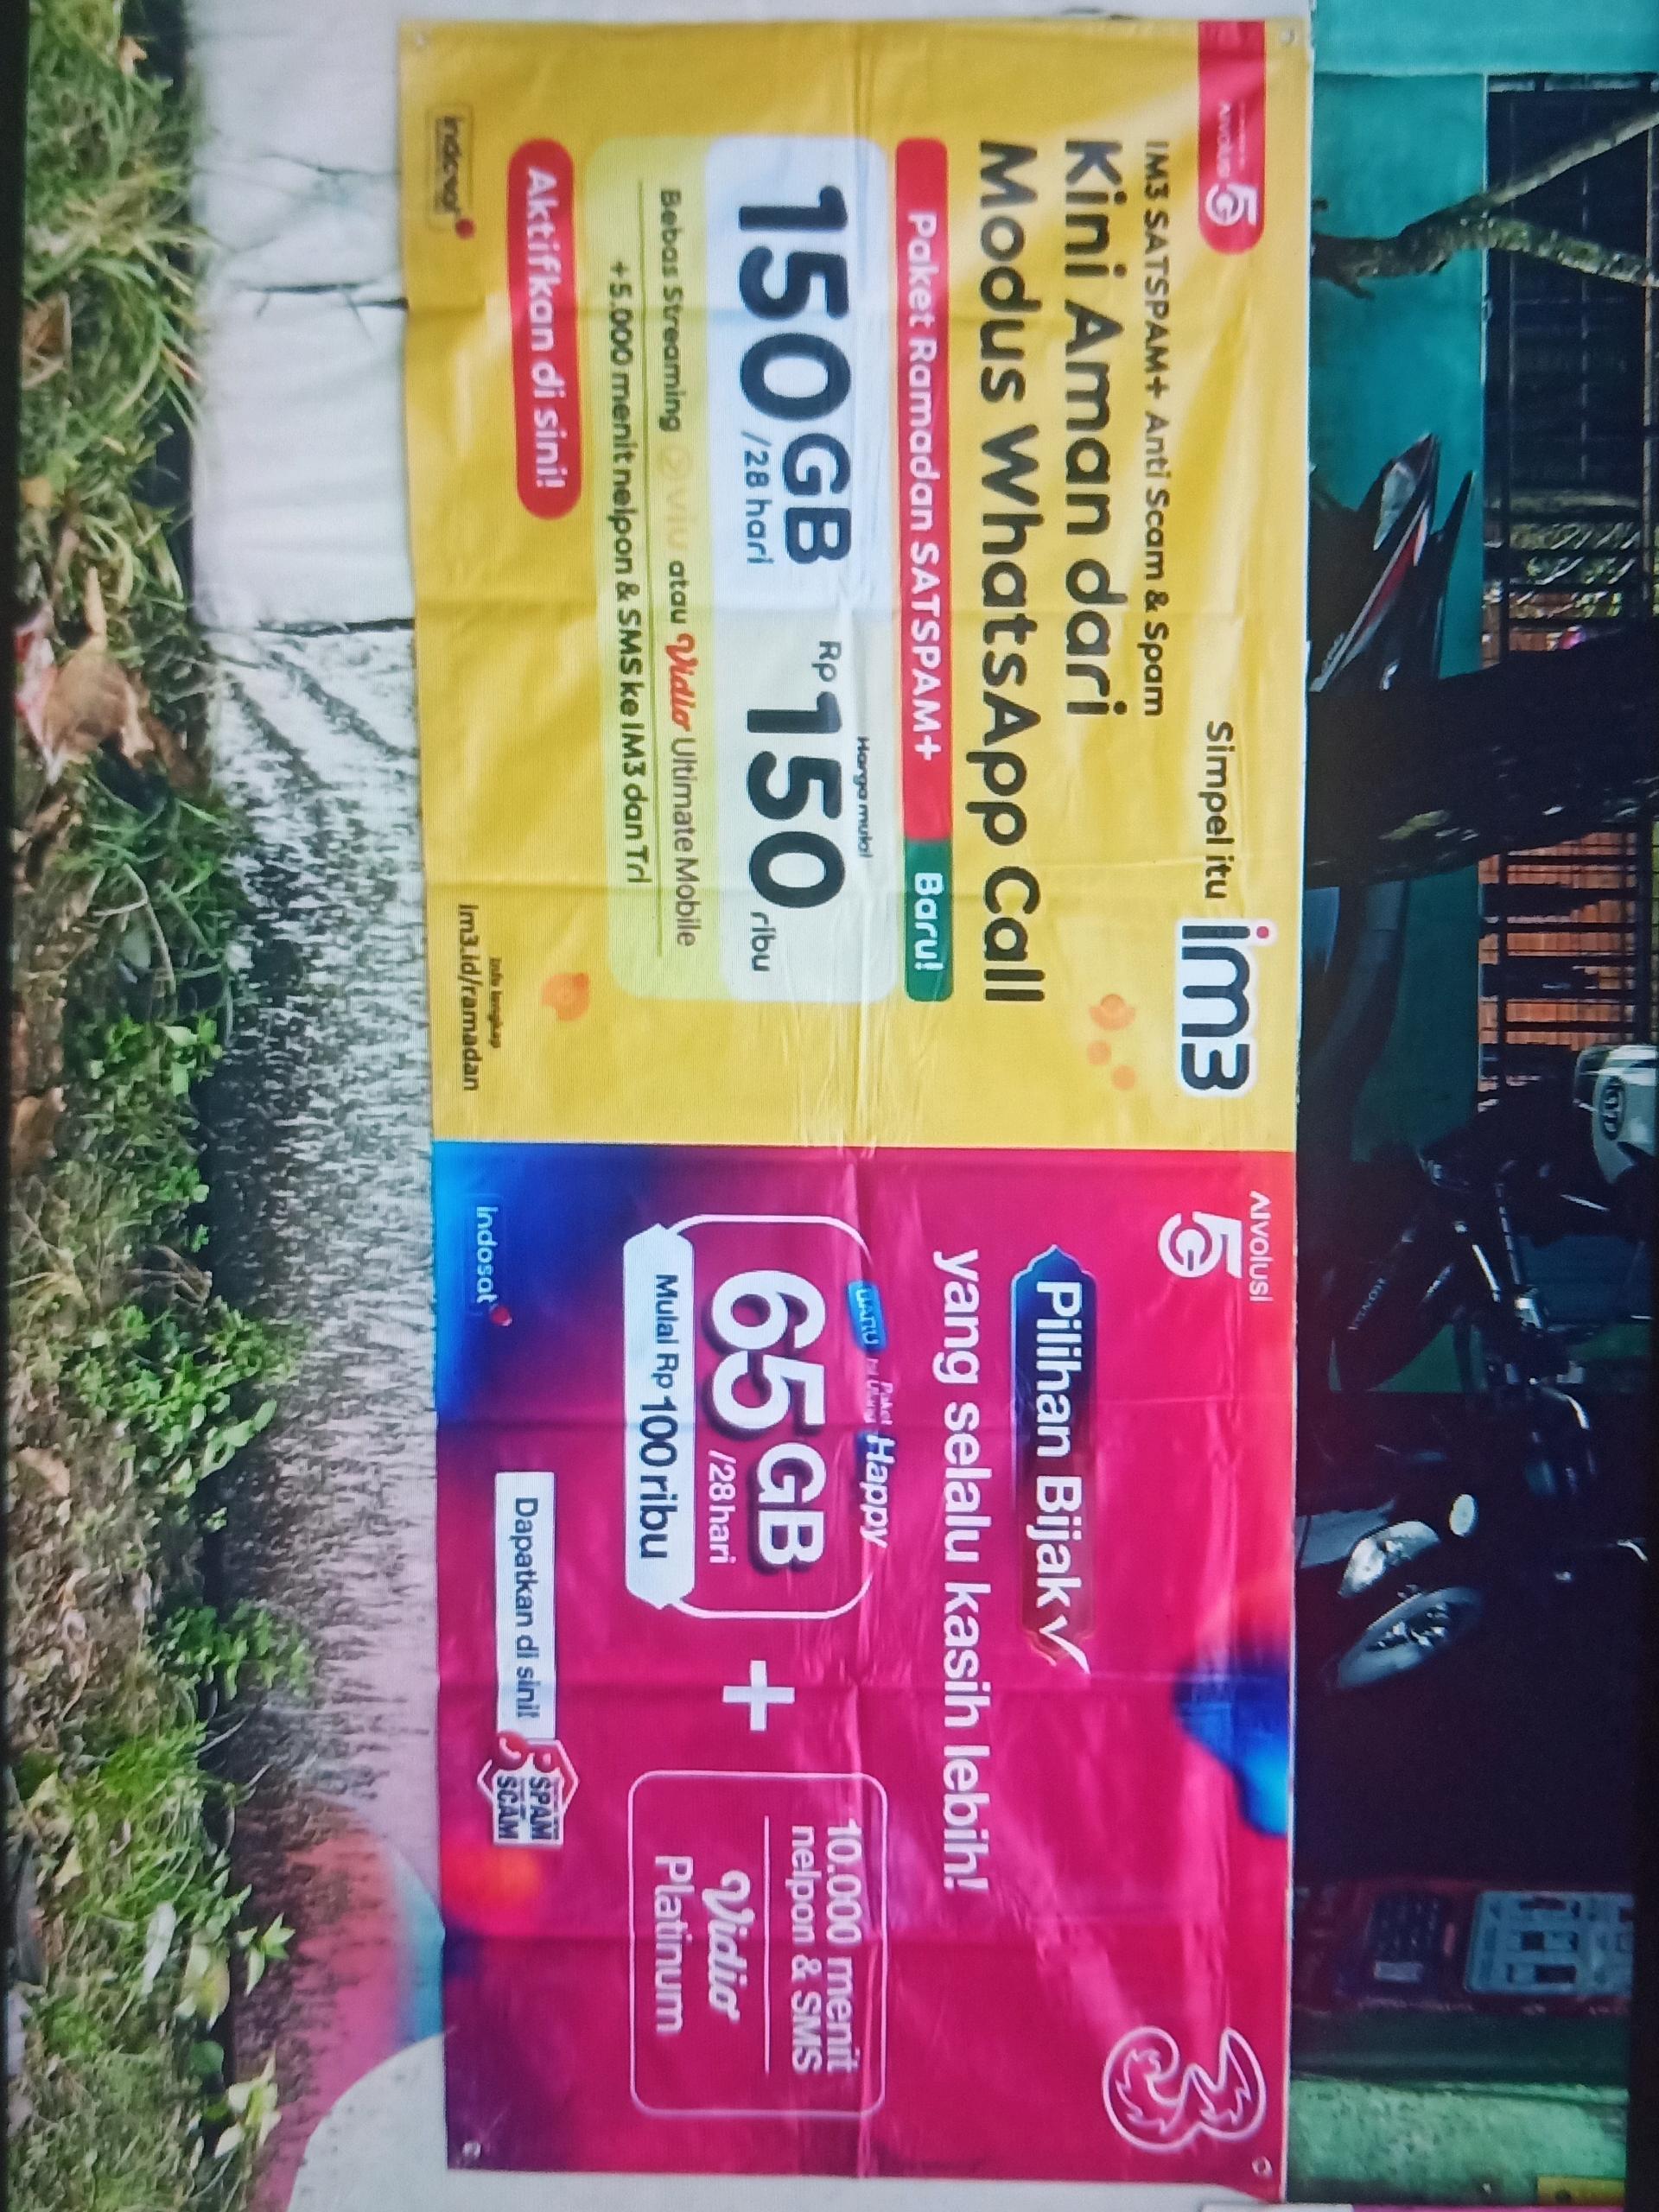 AIVOLUSI 5G
Simpel itu im3
IM3 SATSPAM+ Anti Scam & Spam
Kini Aman dari
Modus WhatsApp Call
Paket Ramadan SATSPAM+ Baru!
Harga mulai
150GB /28 hari Rp 150 ribu
Bebas Streaming viu atau Vidio Ultimate Mobile
+5.000 menit nelpon & SMS ke IM3 dan Tri
Aktifkan di sini!
indosat
Info lengkap
im3.id/ramadan
AIVOLUSI
5G
3
Pilihan Bijak
yang selalu kasih lebih!
BARU Paket Happy
65GB /28 hari
Mulai Rp 100 ribu
+
10.000 menit
nelpon & SMS
Vidio
Platinum
Dapatkan di sini!
SPAM
SCAM
indosat